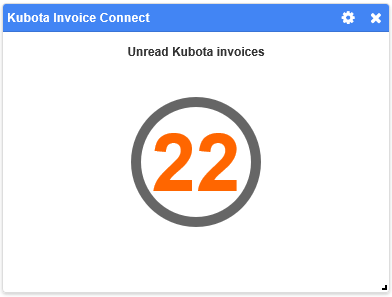 Kubota Invoice Connect
Unread Kubota invoices
22